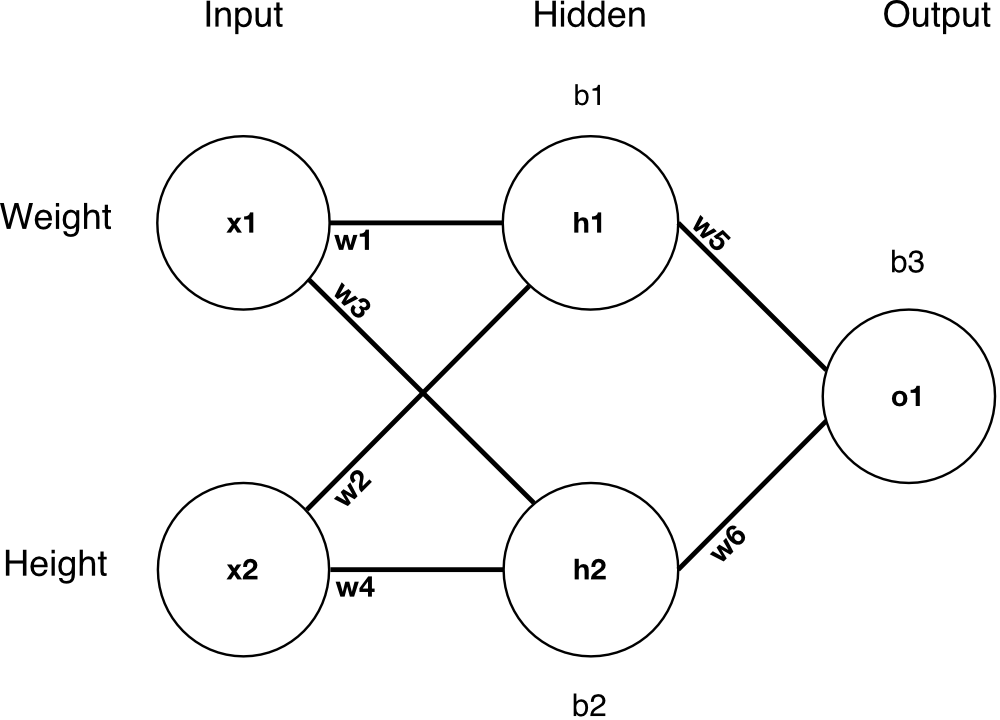 Input Hidden Output
b1
Weight x1 w1 h1 w5
w3 b3
o1
w2
Height x2 w4 h2 w6
b2